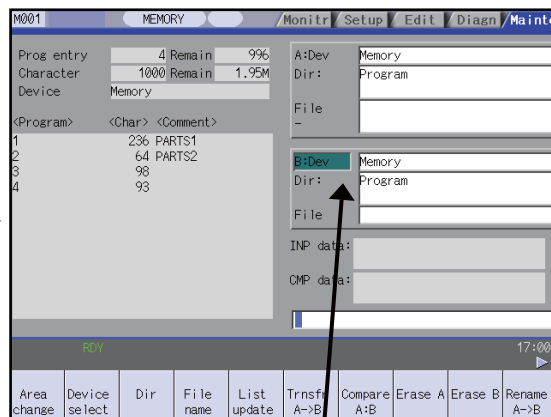 M001 MEMORY Monitr Setup Edit Diagn Mainte
Prog entry 4 Remain 996
Character 1000 Remain 1.95M
Device Memory
<Program> <Char> <Comment>
1 236 PARTS1
2 64 PARTS2
3 98
4 93
A:Dev Memory
Dir: Program
File
-
B:Dev Memory
Dir: Program
File
INP data:
CMP data:
RDY 17:00
Area change
Device select
Dir
File name
List update
Trnsfr A->B
Compare A:B
Erase A
Erase B
Rename A->B